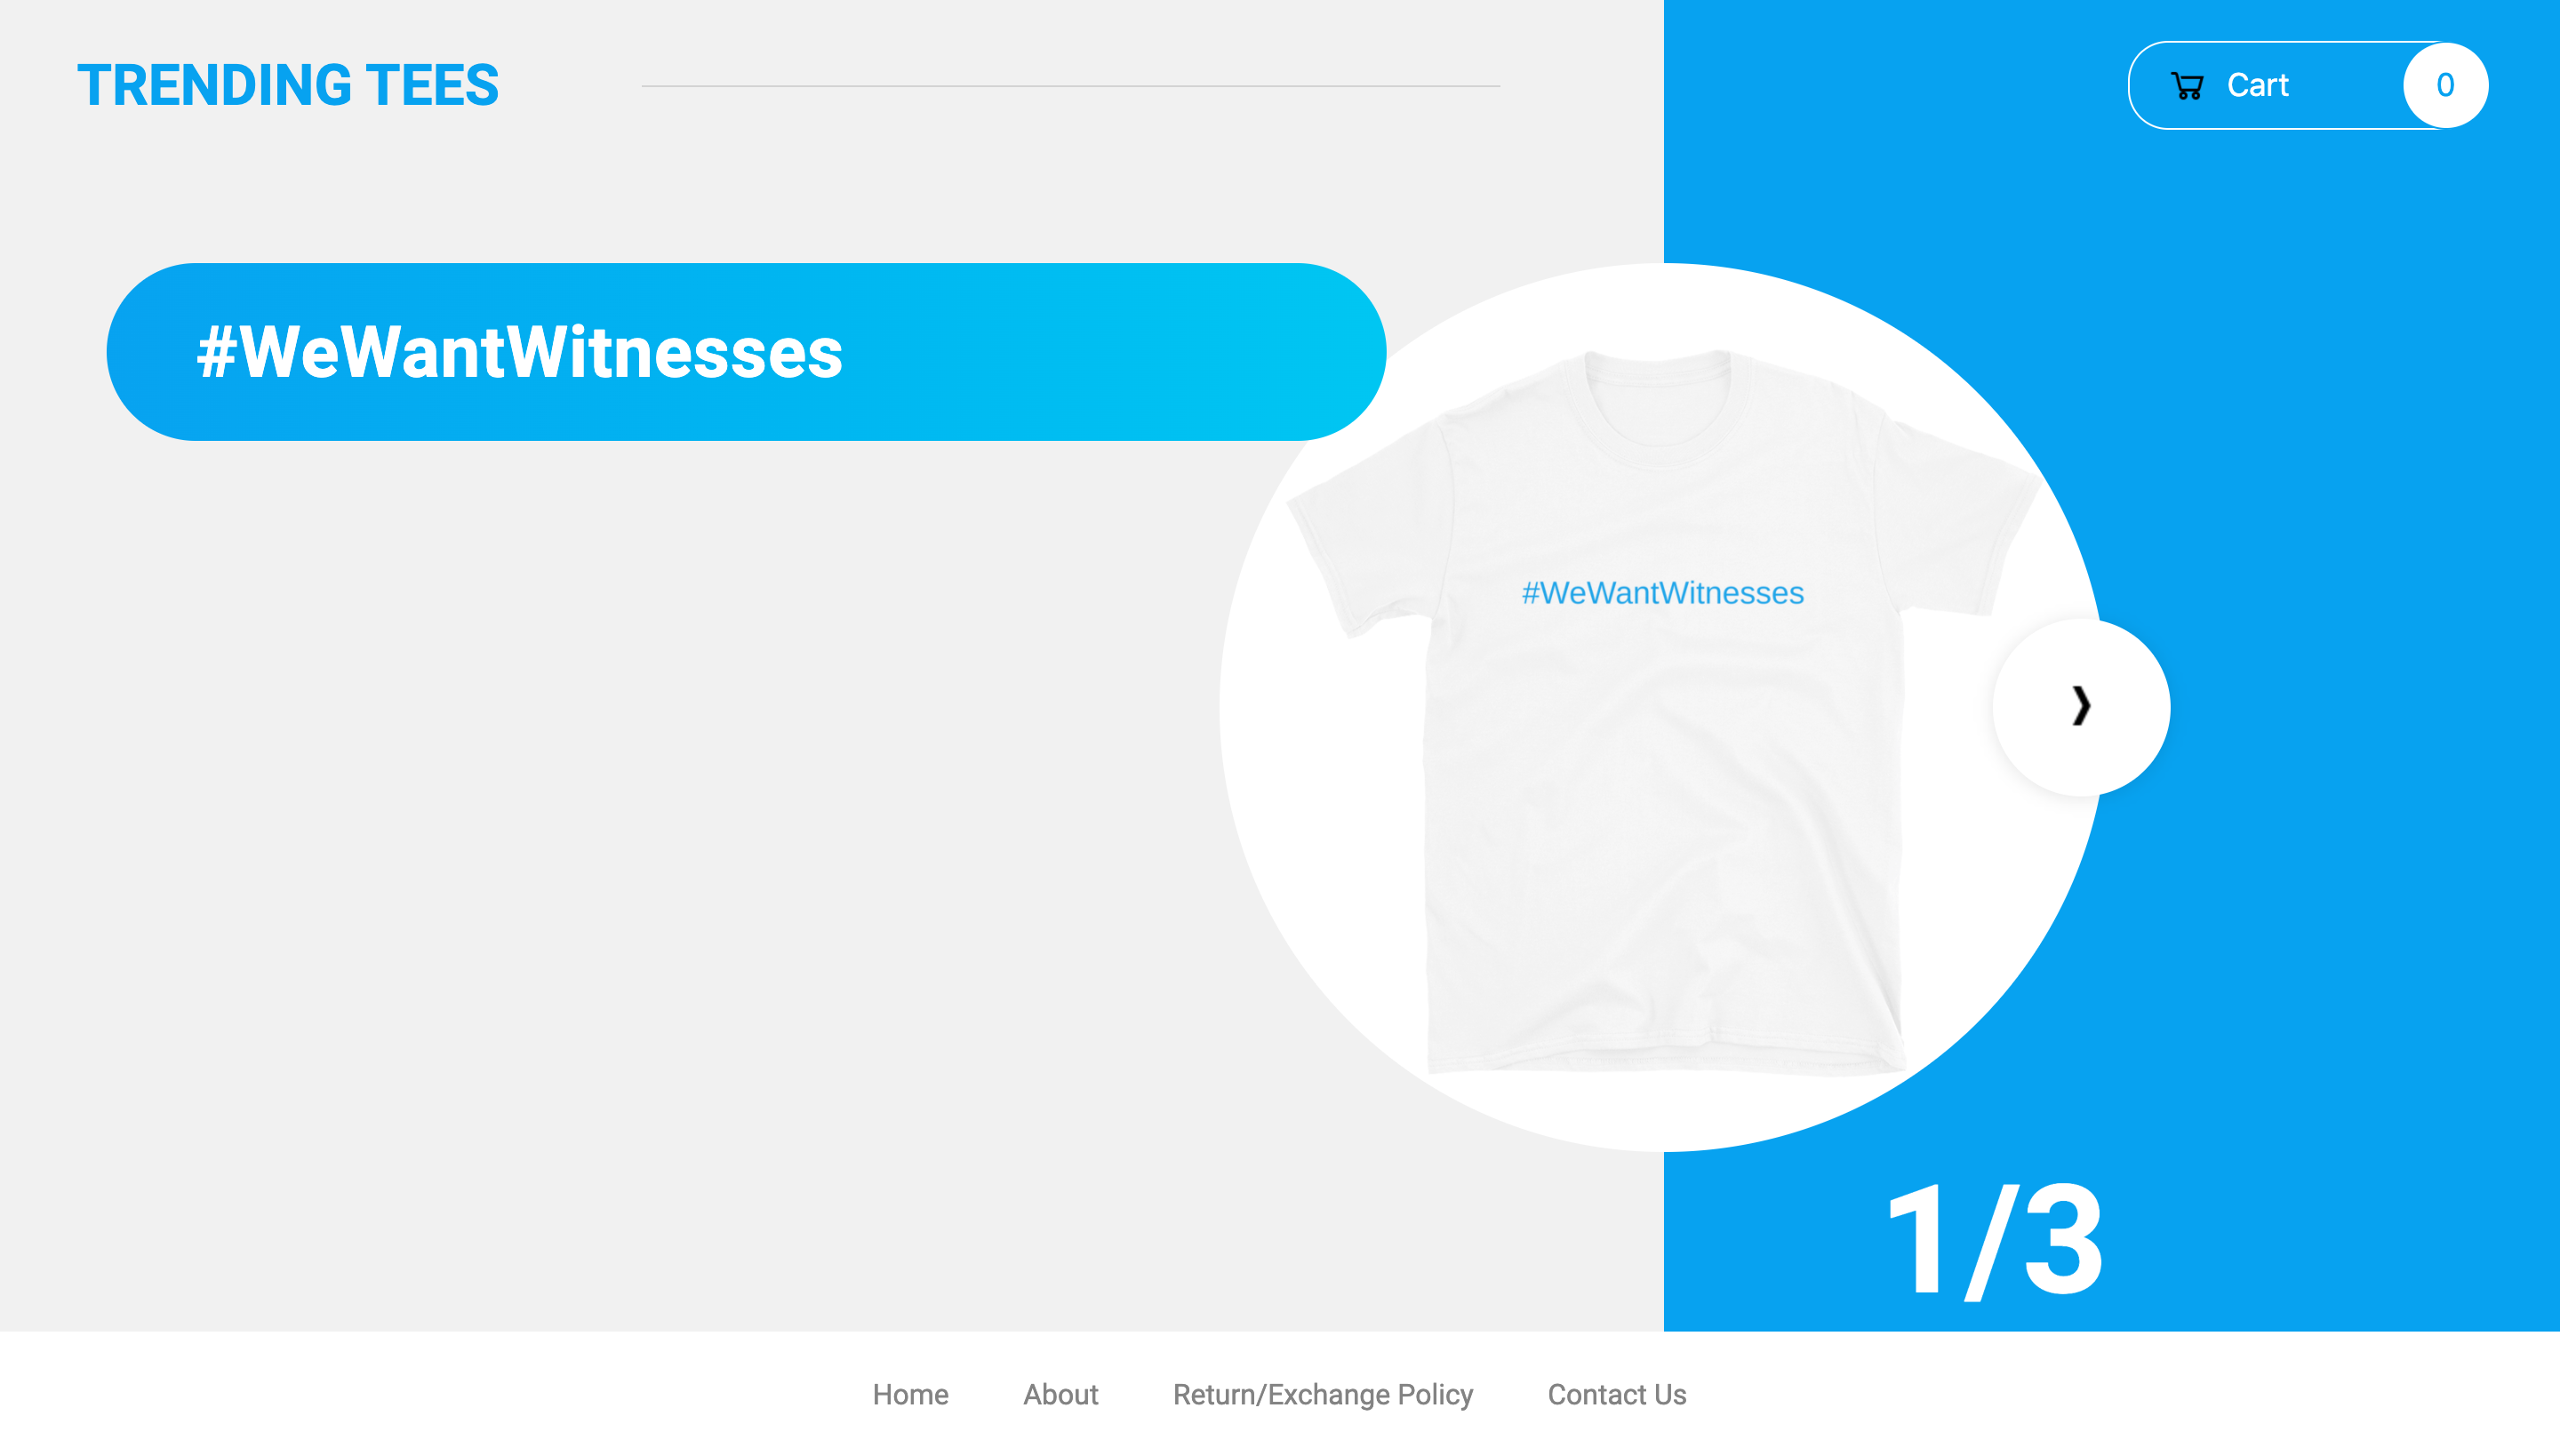 TRENDING TEES
Cart
0
#WeWantWitnesses
#WeWantWitnesses
1/3
Home
About
Return/Exchange Policy
Contact Us